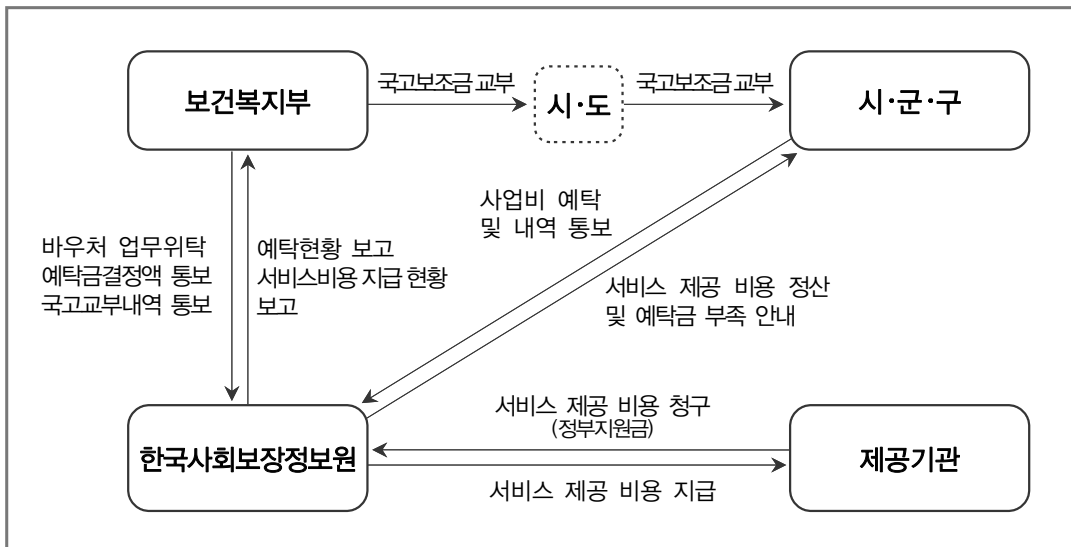 국고보조금 교부
국고보조금 교부
보건복지부
시·도
시·군·구
사업비 예탁
및 내역 통보
바우처 업무위탁
예탁금결정액 통보
국고교부내역 통보
예탁현황 보고
서비스비용 지급 현황
보고
서비스 제공 비용 정산
및 예탁금 부족 안내
서비스 제공 비용 청구
(정부지원금)
한국사회보장정보원
제공기관
서비스 제공 비용 지급